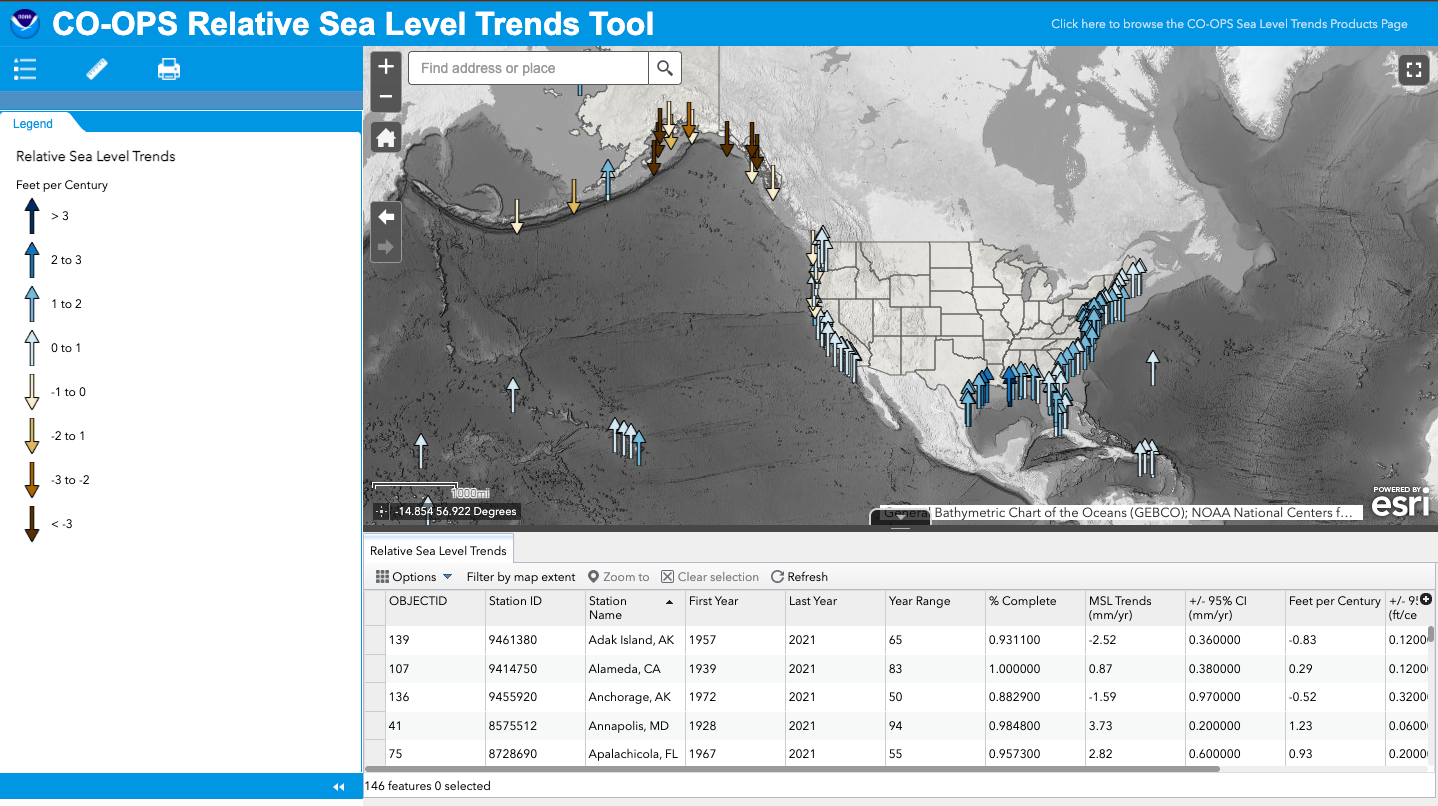 NOAA
CO-OPS Relative Sea Level Trends Tool
Click here to browse the CO-OPS Sea Level Trends Products Page
Legend
Relative Sea Level Trends
Feet per Century
> 3
2 to 3
1 to 2
0 to 1
-1 to 0
-2 to 1
-3 to -2
< -3
+
Find address or place
−
1000mi
-14.854 56.922 Degrees
General Bathymetric Chart of the Oceans (GEBCO); NOAA National Centers f...
POWERED BY
esri
Relative Sea Level Trends
Options Filter by map extent Zoom to Clear selection Refresh
OBJECTID Station ID Station Name First Year Last Year Year Range % Complete MSL Trends (mm/yr) +/- 95% CI (mm/yr) Feet per Century +/- 95 (ft/ce
139 9461380 Adak Island, AK 1957 2021 65 0.931100 -2.52 0.360000 -0.83 0.1200
107 9414750 Alameda, CA 1939 2021 83 1.000000 0.87 0.380000 0.29 0.1200
136 9455920 Anchorage, AK 1972 2021 50 0.882900 -1.59 0.970000 -0.52 0.3200
41 8575512 Annapolis, MD 1928 2021 94 0.984800 3.73 0.200000 1.23 0.0600
75 8728690 Apalachicola, FL 1967 2021 55 0.957300 2.82 0.600000 0.93 0.2000
146 features 0 selected